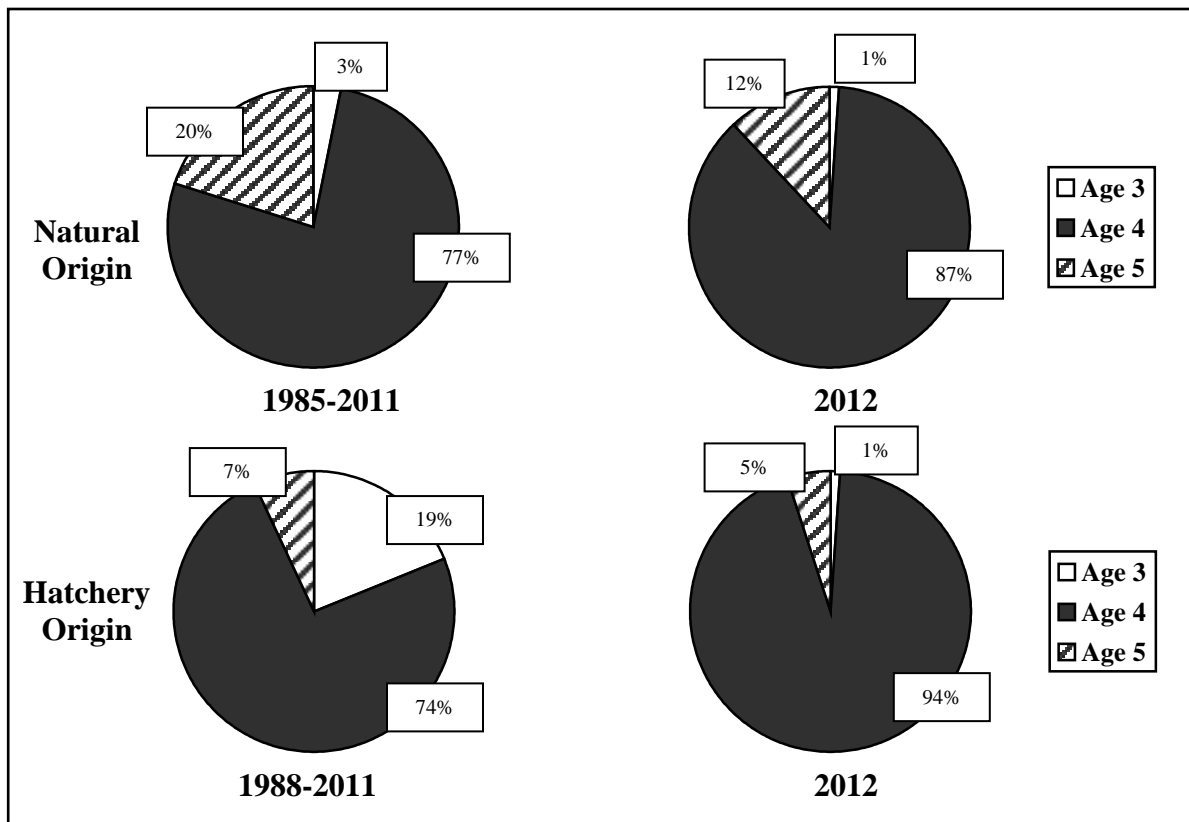 3%
20%
77%
Natural
Origin
1985-2011
1%
12%
87%
2012
Age 3
Age 4
Age 5
7%
19%
74%
Hatchery
Origin
1988-2011
5%
1%
94%
2012
Age 3
Age 4
Age 5